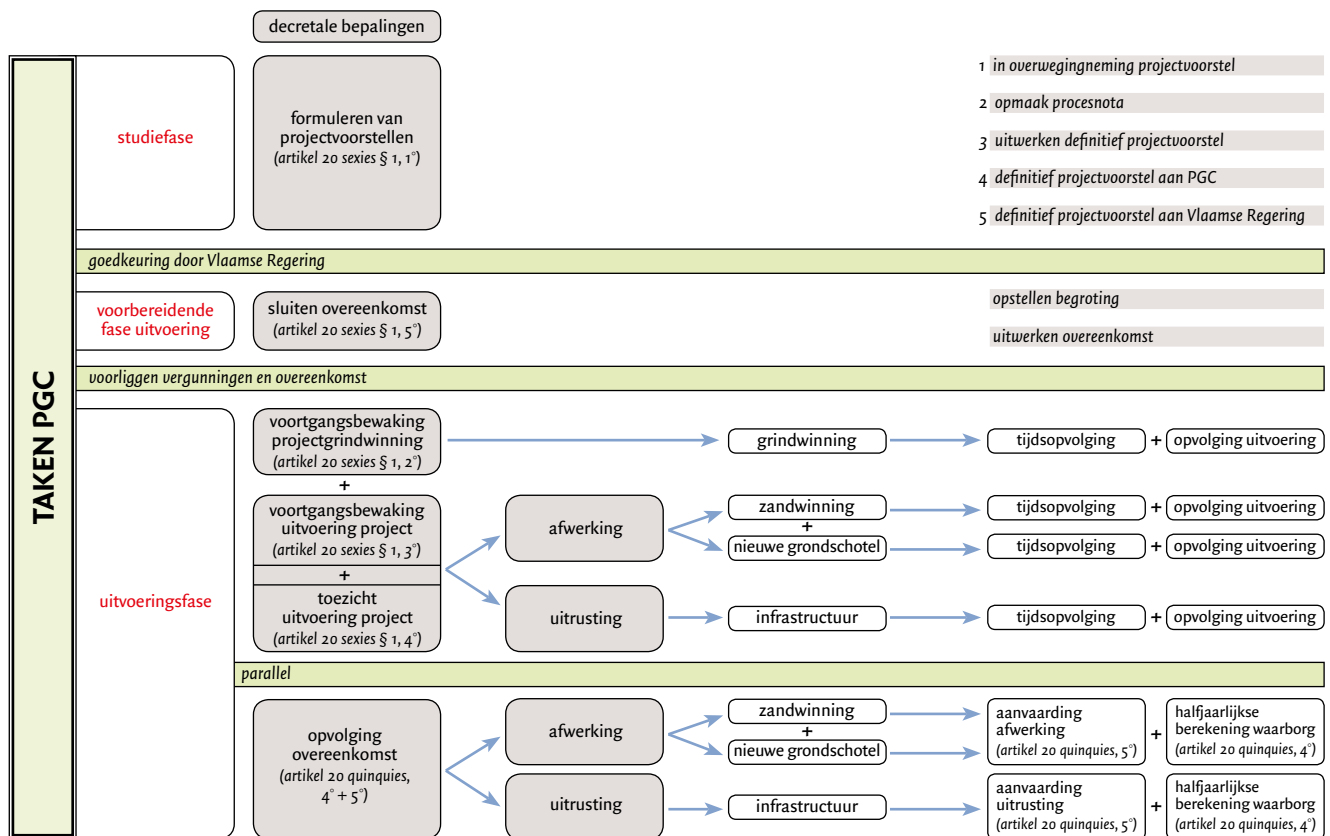 decretale bepalingen
TAKEN PGC
studiefase
formuleren van
projectvoorstellen
(artikel 20 sexies § 1, 1°)
1 in overwegingneming projectvoorstel
2 opmaak procesnota
3 uitwerken definitief projectvoorstel
4 definitief projectvoorstel aan PGC
5 definitief projectvoorstel aan Vlaamse Regering
goedkeuring door Vlaamse Regering
voorbereidende
fase uitvoering
sluiten overeenkomst
(artikel 20 sexies § 1, 5°)
opstellen begroting
uitwerken overeenkomst
voorliggen vergunningen en overeenkomst
uitvoeringsfase
voortgangsbewaking
projectgrindwinning
(artikel 20 sexies § 1, 2°)
grindwinning
tijdsopvolging + opvolging uitvoering
+
voortgangsbewaking
uitvoering project
(artikel 20 sexies § 1, 3°)
+
toezicht
uitvoering project
(artikel 20 sexies § 1, 4°)
afwerking
zandwinning
+
nieuwe grondschotel
tijdsopvolging + opvolging uitvoering
tijdsopvolging + opvolging uitvoering
uitrusting
infrastructuur
tijdsopvolging + opvolging uitvoering
parallel
opvolging
overeenkomst
(artikel 20 quinquies,
4° + 5°)
afwerking
zandwinning
+
nieuwe grondschotel
aanvaarding
afwerking
(artikel 20 quinquies, 5°)
+
halfjaarlijkse
berekening waarborg
(artikel 20 quinquies, 4°)
uitrusting
infrastructuur
aanvaarding
uitrusting
(artikel 20 quinquies, 5°)
+
halfjaarlijkse
berekening waarborg
(artikel 20 quinquies, 4°)